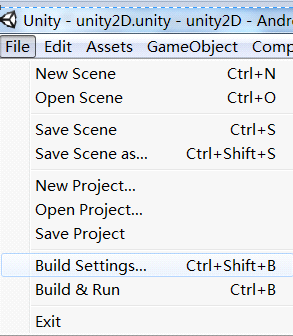 Unity - unity2D.unity - unity2D - Andro
File Edit Assets GameObject Comp
New Scene Ctrl+N
Open Scene Ctrl+O
Save Scene Ctrl+S
Save Scene as... Ctrl+Shift+S
New Project...
Open Project...
Save Project
Build Settings... Ctrl+Shift+B
Build & Run Ctrl+B
Exit